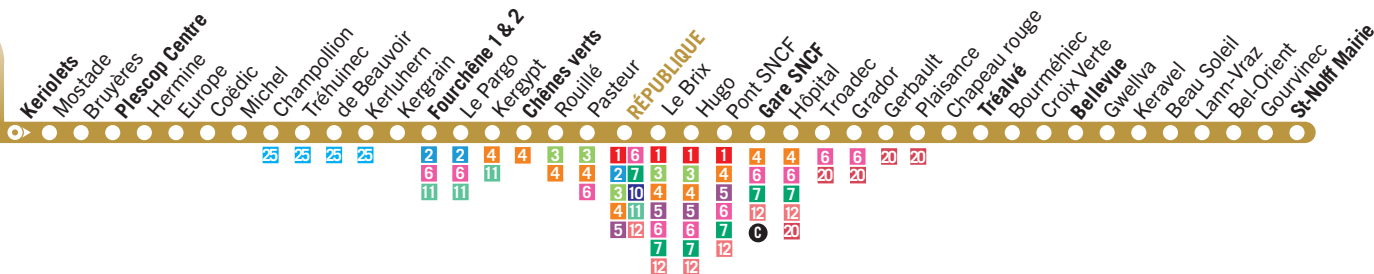 Keriolets
Mostade
Bruyères
Plescop Centre
Hermine
Europe
Coëdic
Michel
Champollion
Tréhuinec
de Beauvoir
Kerluhern
Kergrain
Fourchêne 1 & 2
Le Pargo
Kergypt
Chênes verts
Rouillé
Pasteur
RÉPUBLIQUE
Le Brix
Hugo
Pont SNCF
Gare SNCF
Hôpital
Troadec
Grador
Gerbault
Plaisance
Chapeau rouge
Tréalvé
Bourméhiec
Croix Verte
Bellevue
Gwellva
Keravel
Beau Soleil
Lann-Vraz
Bel-Orient
Gourvinec
St-Nolff Mairie
25 25 25 25 2 2 4 4 3 3 1 6 1 1 1 4 4 6 6 20 20
6 6 11 4 4 2 7 3 3 4 6 6 20 20
11 11 6 3 10 4 4 5 7 7
4 11 5 5 6 12 12
5 12 6 6 7 C 20
7 7 12
12 12